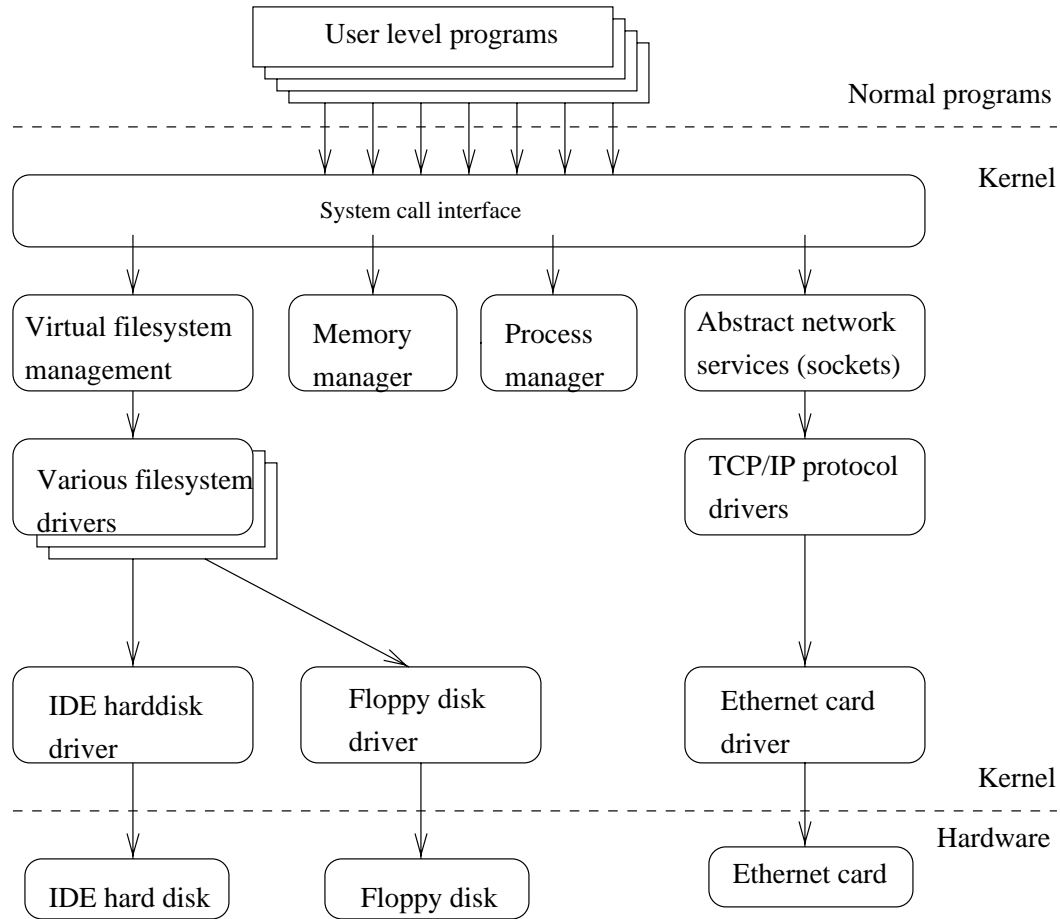 User level programs
Normal programs
Kernel
System call interface
Virtual filesystem
management
Memory
manager
Process
manager
Abstract network
services (sockets)
Various filesystem
drivers
TCP/IP protocol
drivers
IDE harddisk
driver
Floppy disk
driver
Ethernet card
driver
Kernel
Hardware
IDE hard disk
Floppy disk
Ethernet card